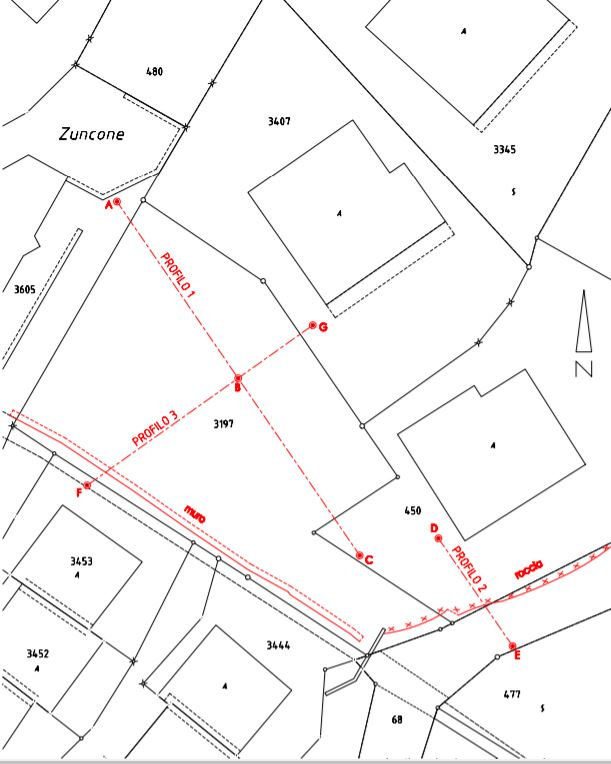 A
480
Zuncone
3407
3345
S
A
A
PROFILO 1
3605
G
N
B
PROFILO 3
3197
A
F
muro
450
D
C
PROFILO 2
roccia
3453
A
E
3444
3452
A
A
477
S
68